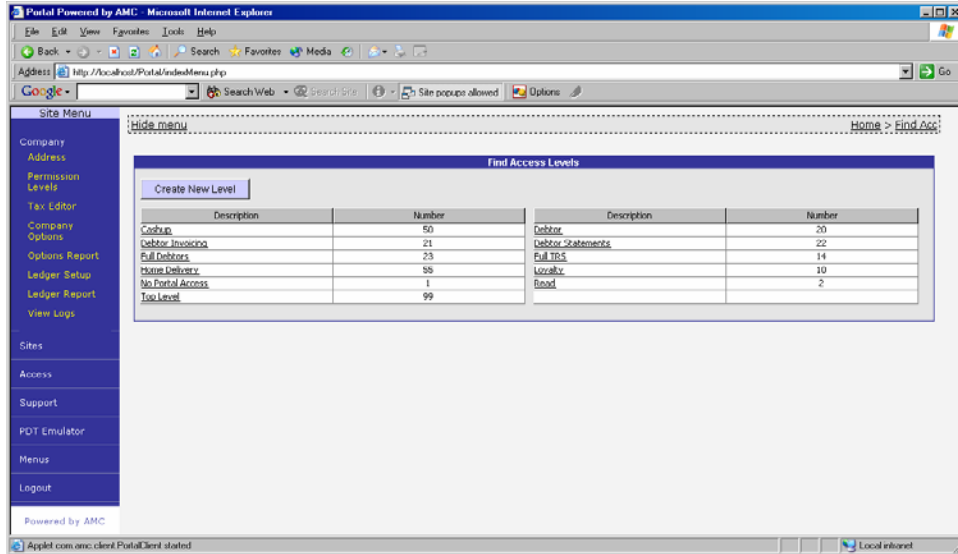 Portal Powered by AMC - Microsoft Internet Explorer
File Edit View Favorites Tools Help
Back Search Favorites Media
Address http://localhost/Portal/indexMenu.php Go
Google Search Web Search Site Site popups allowed Options
Site Menu
Hide menu Home > Find Acc
Company
Address
Permission
Levels
Tax Editor
Company
Options
Options Report
Ledger Setup
Ledger Report
View Logs
Sites
Access
Support
PDT Emulator
Menus
Logout
Powered by AMC
Find Access Levels
Create New Level
Description Number Description Number
Cashup 50 Debtor 20
Debtor Invoicing 21 Debtor Statements 22
Full Debtors 23 Full TRS 14
Home Delivery 55 Loyalty 10
No Portal Access 1 Read 2
Top Level 99
Applet com.amc.client.PortalClient started Local intranet